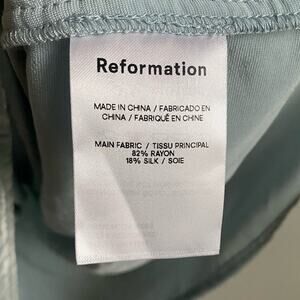 Reformation
MADE IN CHINA / FABRICADO EN
CHINA / FABRIQUÉ EN CHINE
MAIN FABRIC / TISSU PRINCIPAL
82% RAYON
18% SILK / SOIE